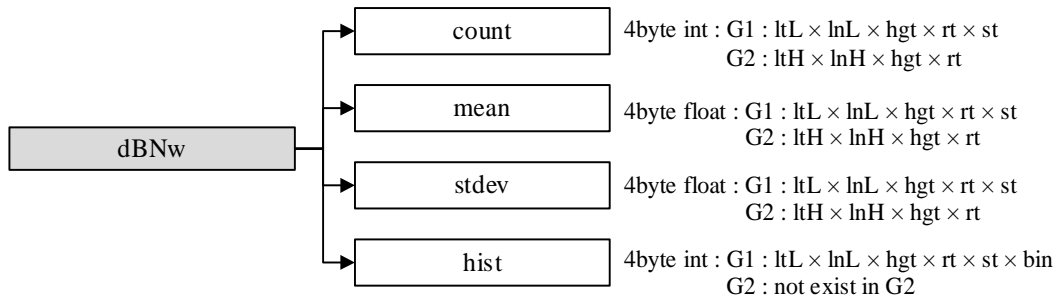 count
4byte int : G1 : ltL × lnL × hgt × rt × st
G2 : ltH × lnH × hgt × rt
mean
4byte float : G1 : ltL × lnL × hgt × rt × st
G2 : ltH × lnH × hgt × rt
dBNw
stdev
4byte float : G1 : ltL × lnL × hgt × rt × st
G2 : ltH × lnH × hgt × rt
hist
4byte int : G1 : ltL × lnL × hgt × rt × st × bin
G2 : not exist in G2